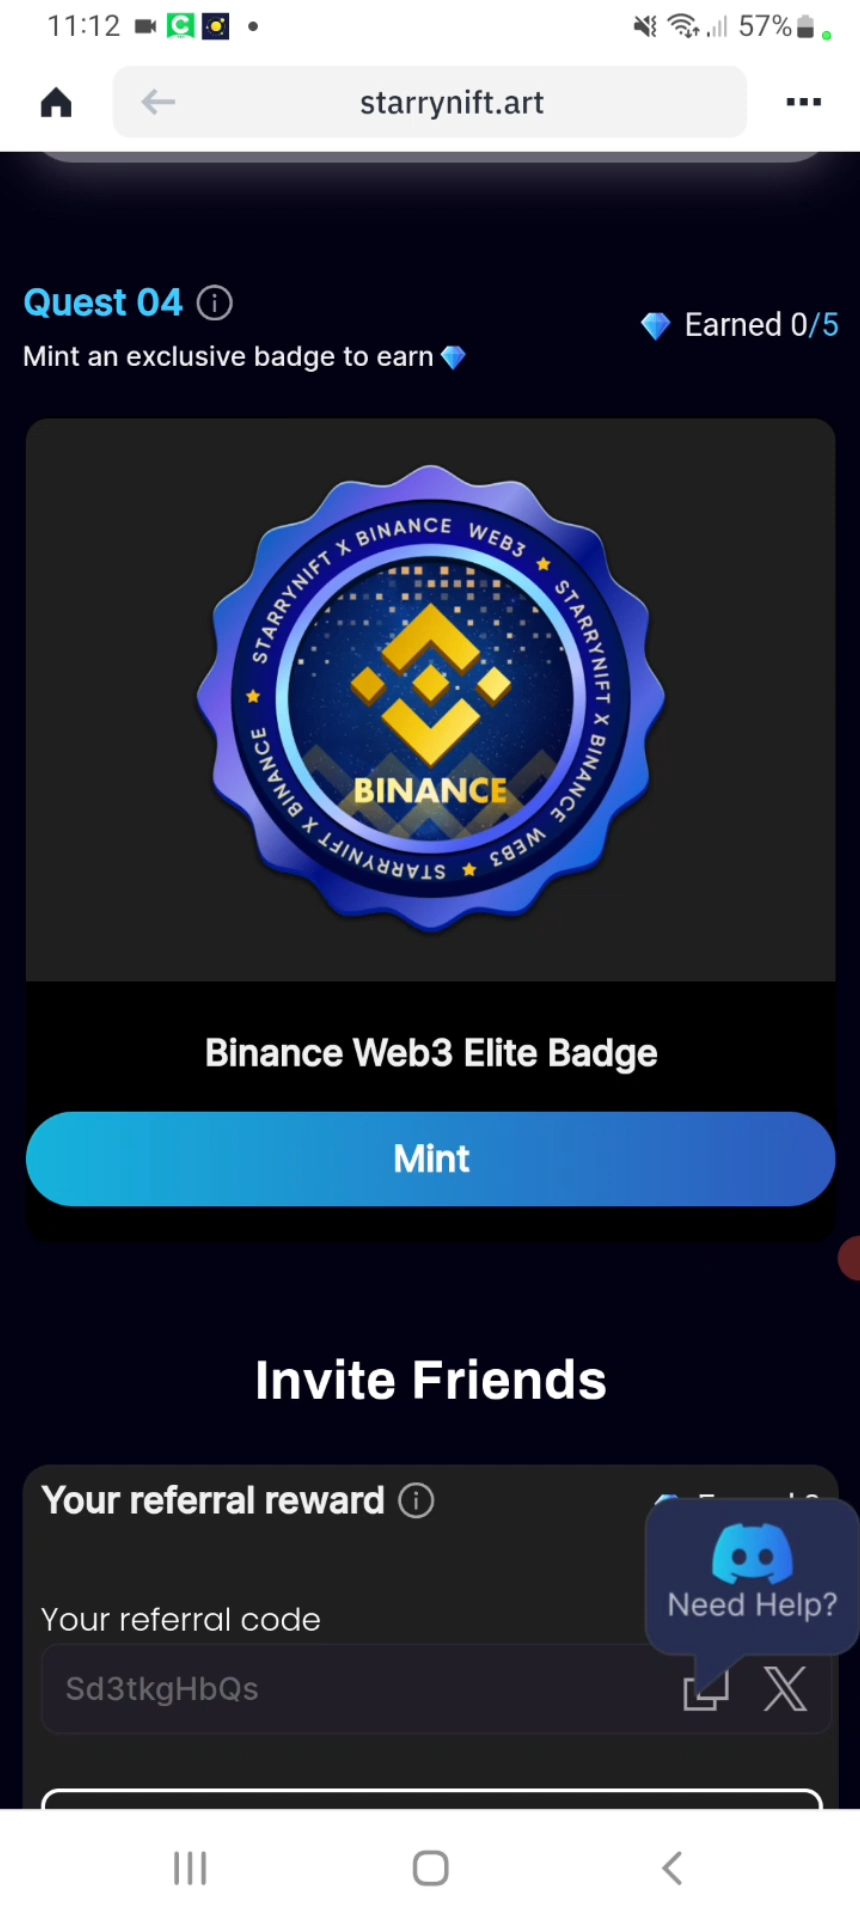 11:12
57%
starrynift.art
Quest 04
Earned 0/5
Mint an exclusive badge to earn
STARRYNIFT X BINANCE WEB3 ★ STARRYNIFT X BINANCE WEB3 ★ STARRYNIFT X BINANCE ★
BINANCE
Binance Web3 Elite Badge
Mint
Invite Friends
Your referral reward
Need Help?
Your referral code
Sd3tkgHbQs